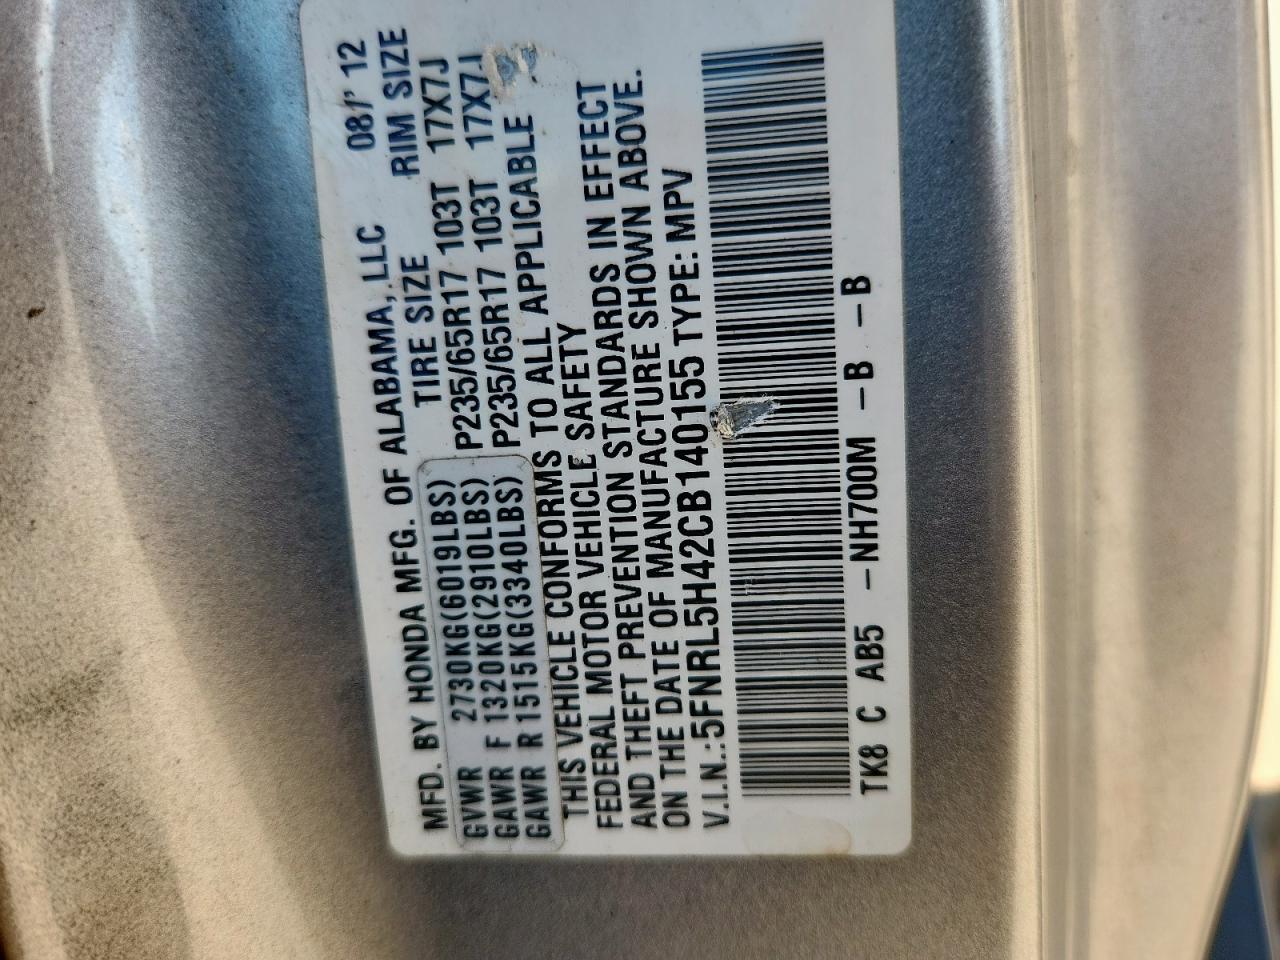 MFD. BY HONDA MFG. OF ALABAMA, LLC 08/'12
TIRE SIZE RIM SIZE
GVWR 2730KG(6019LBS)
GAWR F 1320KG(2910LBS) P235/65R17 103T 17X7J
GAWR R 1515KG(3340LBS) P235/65R17 103T 17X7J
THIS VEHICLE CONFORMS TO ALL APPLICABLE
FEDERAL MOTOR VEHICLE SAFETY
AND THEFT PREVENTION STANDARDS IN EFFECT
ON THE DATE OF MANUFACTURE SHOWN ABOVE.
V.I.N.:5FNRL5H42CB140155 TYPE: MPV
TK8 C AB5 -NH700M -B -B